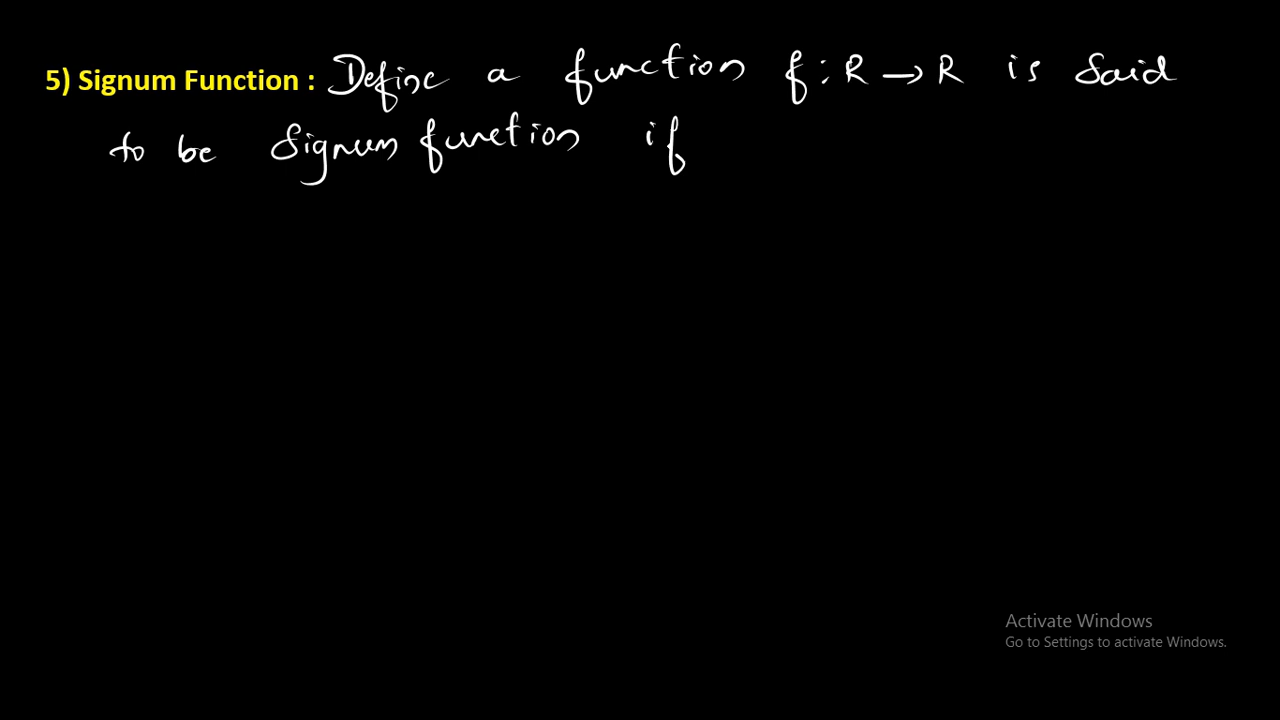 5) Signum Function : Define a function f : R → R is said
to be Signum function if
Activate Windows
Go to Settings to activate Windows.